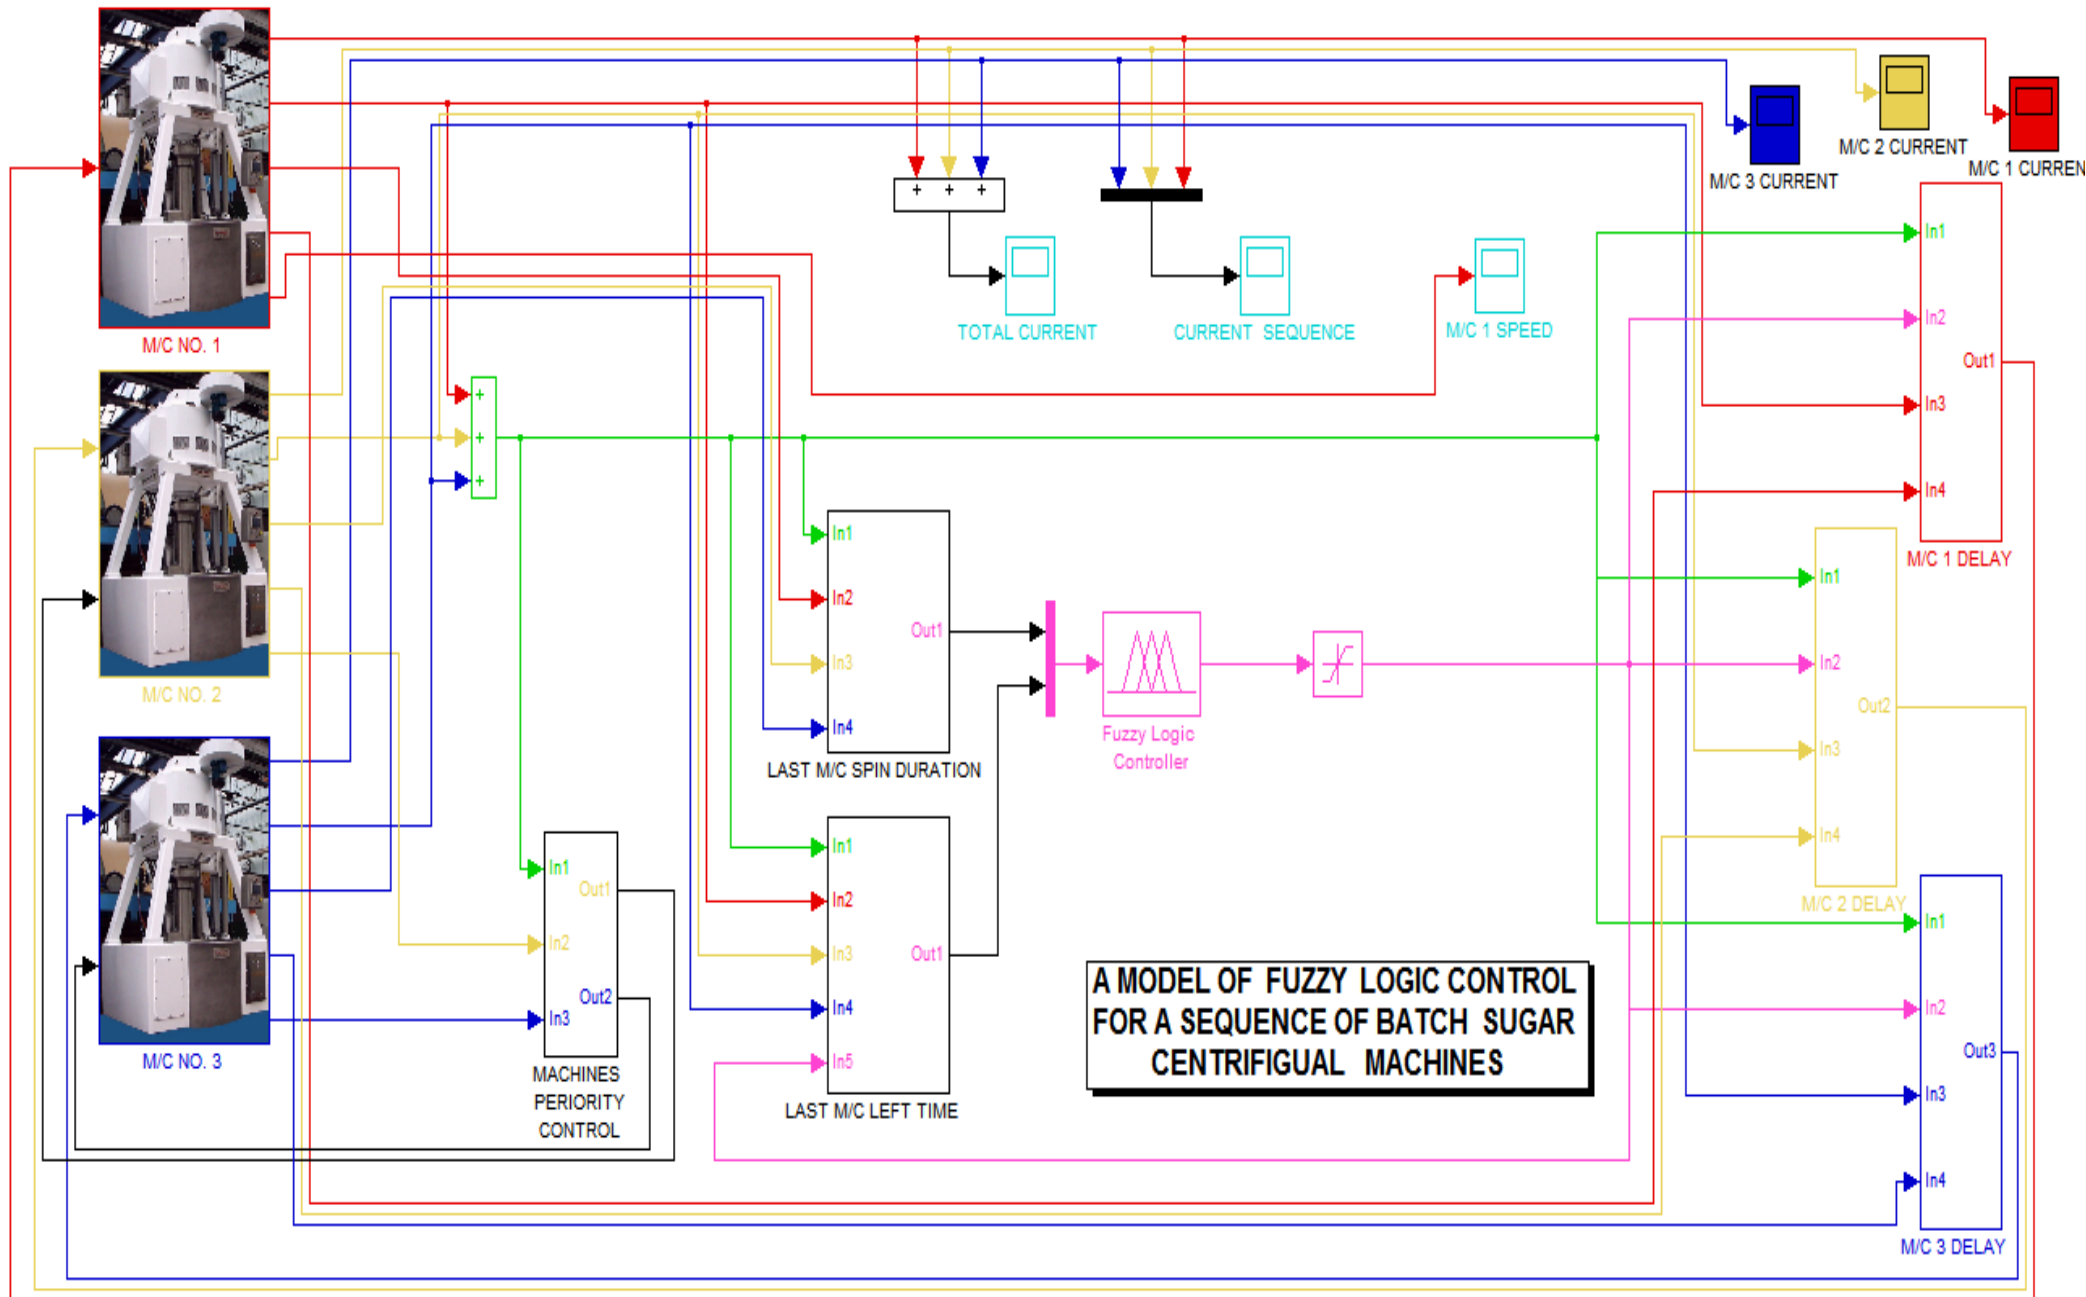 M/C 2 CURRENT
M/C 1 CURREN
M/C 3 CURRENT
+ + +
TOTAL CURRENT
CURRENT SEQUENCE
M/C 1 SPEED
M/C NO. 1
In1
In2
In3
In4
Out1
M/C 1 DELAY
+
+
+
M/C NO. 2
In1
In2
In3
In4
Out1
LAST M/C SPIN DURATION
Fuzzy Logic
Controller
In1
In2
In3
In4
Out2
M/C 2 DELAY
M/C NO. 3
In1
In2
In3
Out1
Out2
MACHINES
PERIORITY
CONTROL
In1
In2
In3
In4
In5
Out1
LAST M/C LEFT TIME
A MODEL OF FUZZY LOGIC CONTROL
FOR A SEQUENCE OF BATCH SUGAR
CENTRIFIGUAL MACHINES
In1
In2
In3
In4
Out3
M/C 3 DELAY